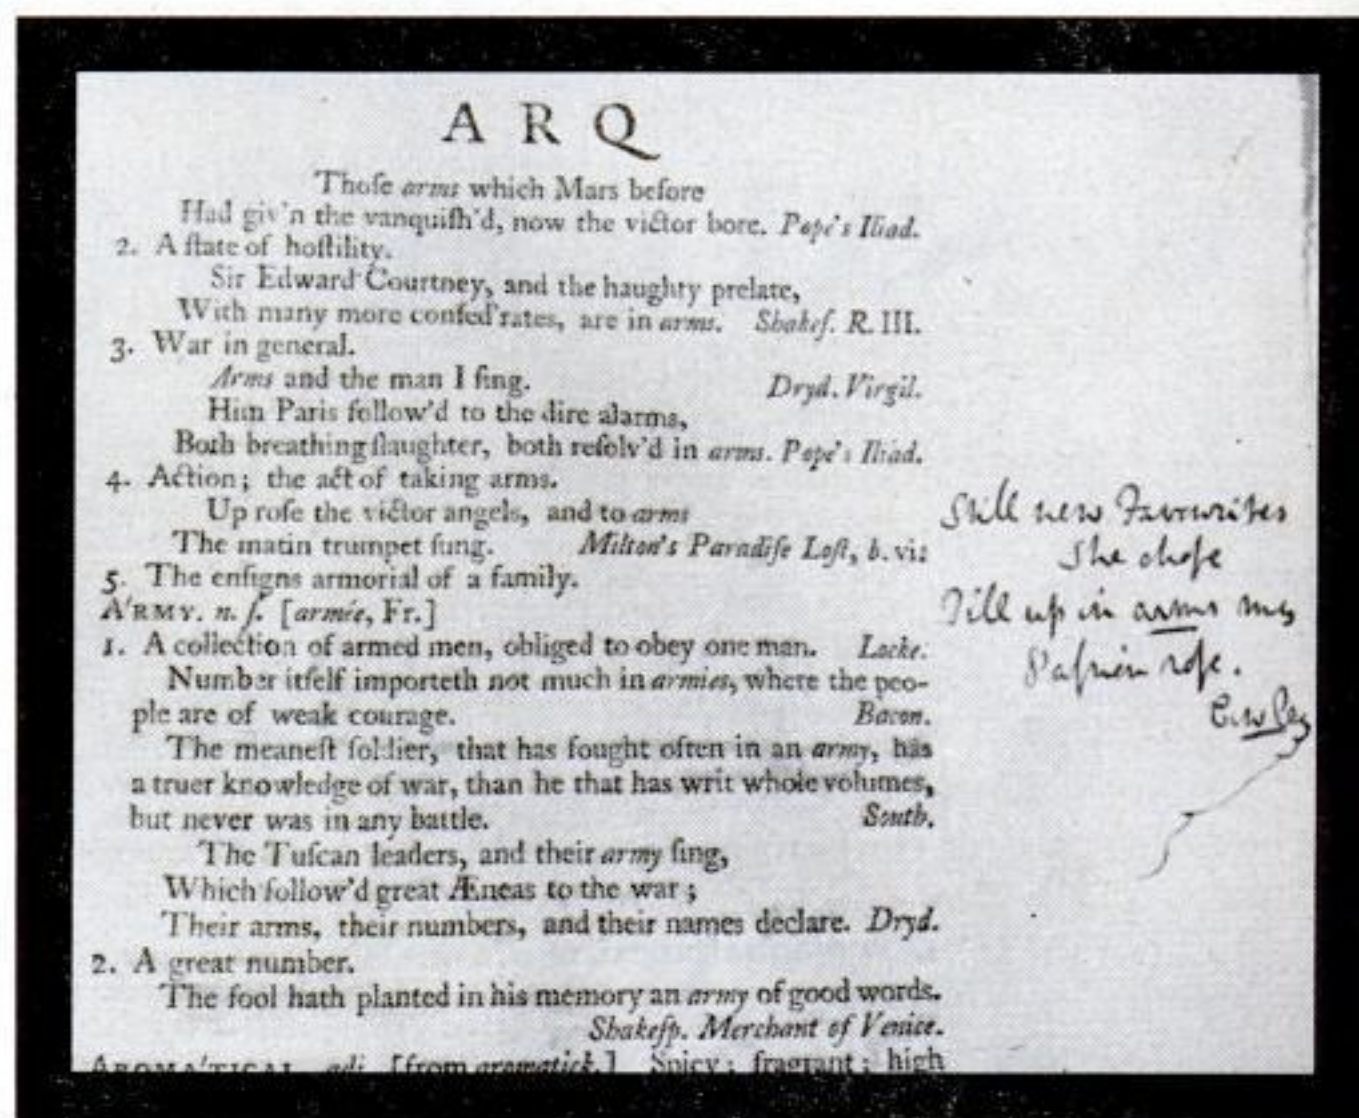 A R Q
Thoſe arms which Mars before
Had giv'n the vanquiſh'd, now the victor bore. Pope's Iliad.
2. A ſtate of hoſtility.
Sir Edward Courtney, and the haughty prelate,
With many more confed'rates, are in arms. Shakeſ. R. III.
3. War in general.
Arms and the man I ſing. Dryd. Virgil.
Him Paris follow'd to the dire alarms,
Both breathing ſlaughter, both reſolv'd in arms. Pope's Iliad.
4. Action; the act of taking arms.
Up roſe the victor angels, and to arms
The matin trumpet ſung. Milton's Paradiſe Loſt, b. vi:
5. The enſigns armorial of a family.
A'RMY. n. ſ. [armée, Fr.]
1. A collection of armed men, obliged to obey one man. Locke.
Number itſelf importeth not much in armies, where the peo-
ple are of weak courage. Bacon.
The meaneſt ſoldier, that has fought often in an army, has
a truer knowledge of war, than he that has writ whole volumes,
but never was in any battle. South.
The Tuſcan leaders, and their army ſing,
Which follow'd great Æneas to the war;
Their arms, their numbers, and their names declare. Dryd.
2. A great number.
The fool hath planted in his memory an army of good words.
Shakeſp. Merchant of Venice.
AROMA'TICAL. adj. [from aromatick.] Spicy; fragrant; high
Still new Favourites
She choſe
Till up in arms my
Paſsion roſe.
Cowley